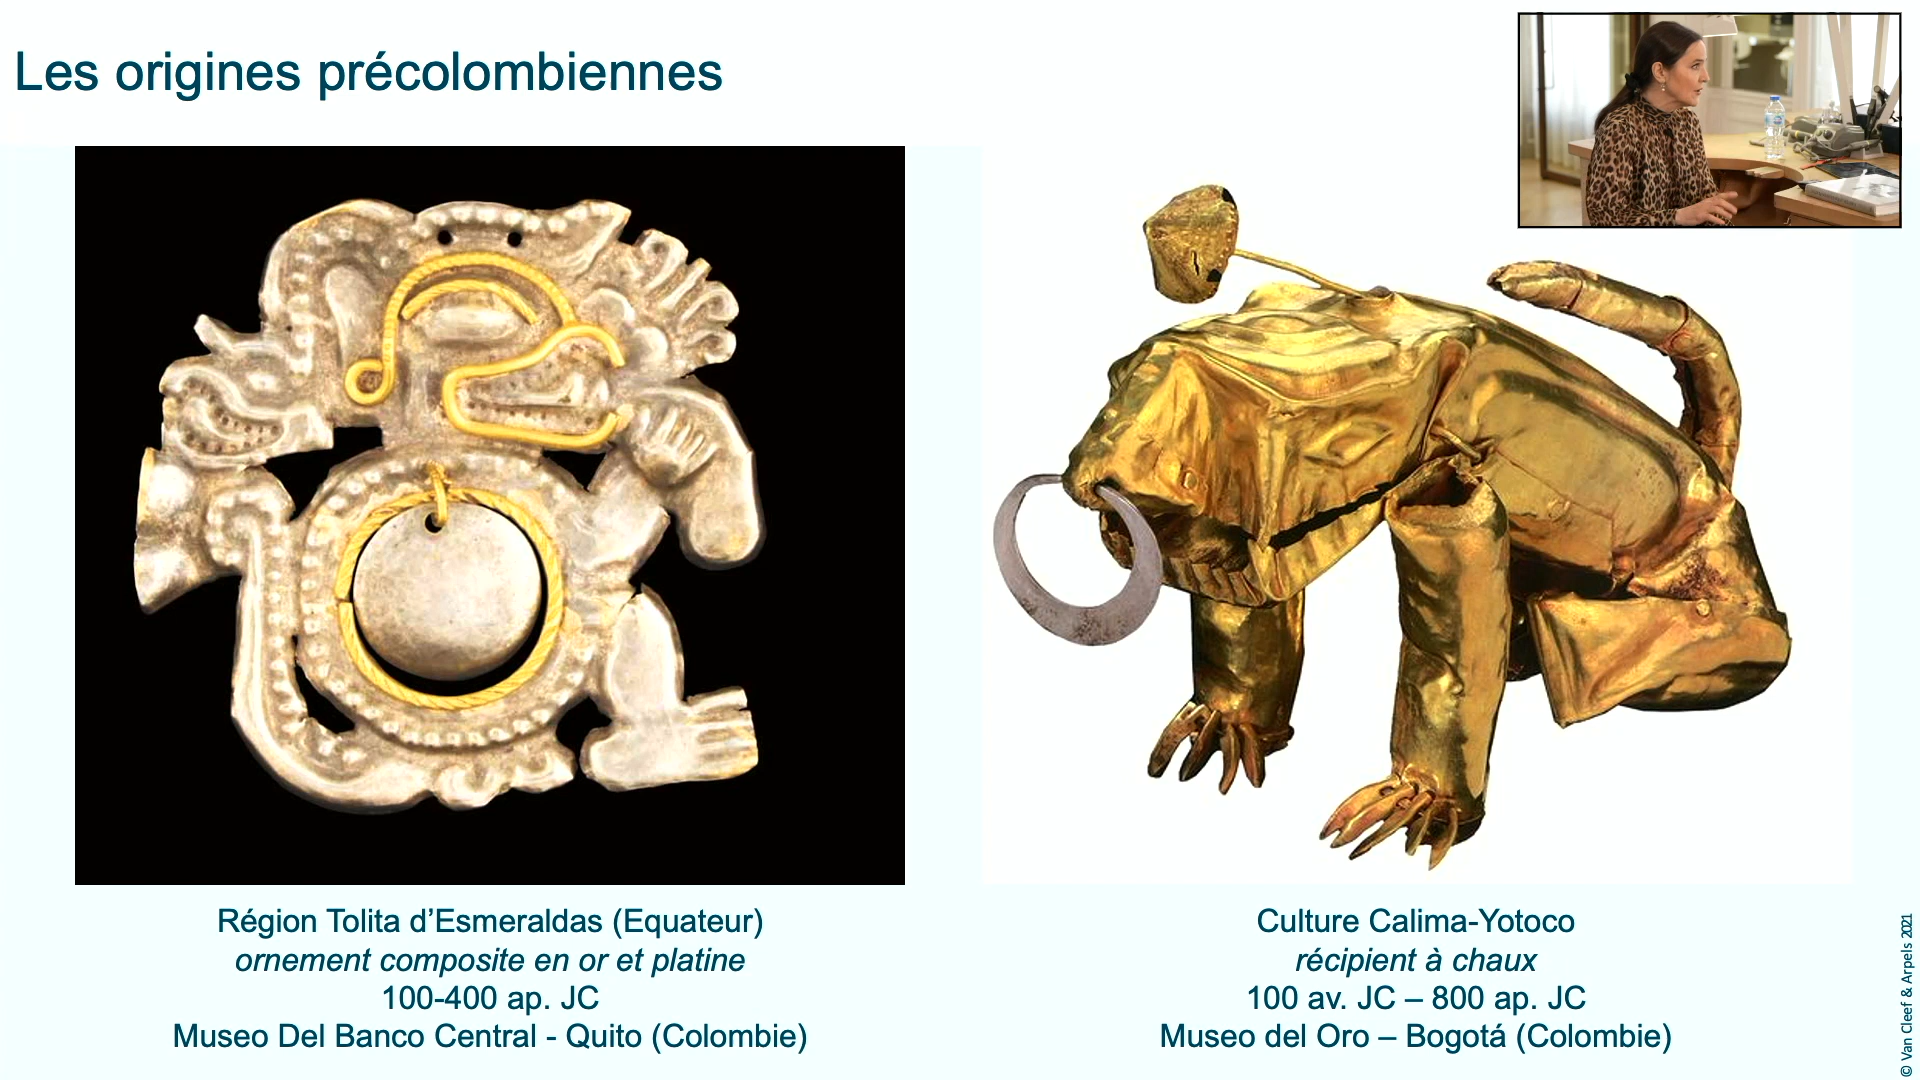 Les origines précolombiennes
Région Tolita d’Esmeraldas (Equateur)
ornement composite en or et platine
100-400 ap. JC
Museo Del Banco Central - Quito (Colombie)
Culture Calima-Yotoco
récipient à chaux
100 av. JC – 800 ap. JC
Museo del Oro – Bogotá (Colombie)
© Van Cleef & Arpels 2021